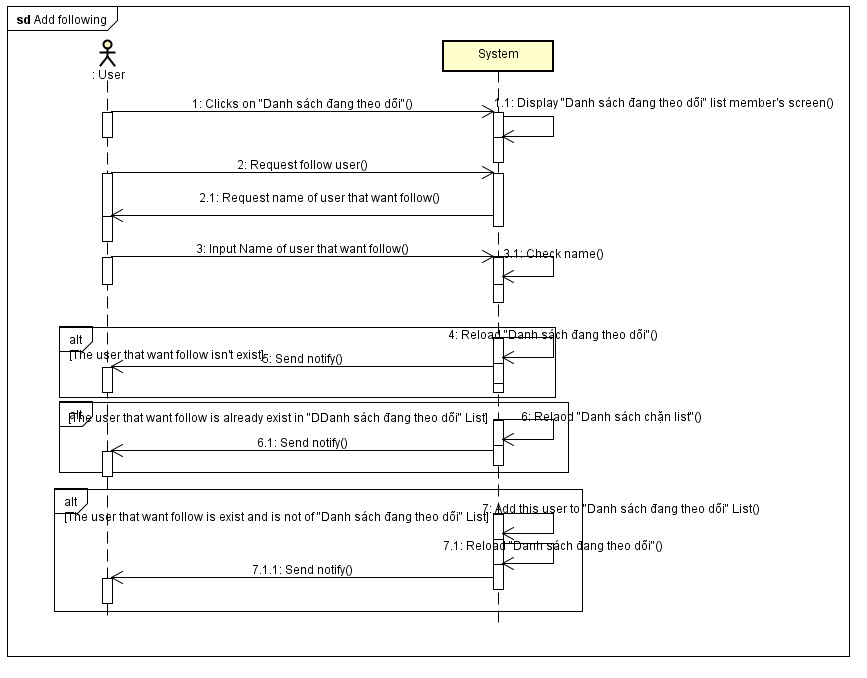 sd Add following
System
: User
1: Clicks on "Danh sách đang theo dõi"()
1.1: Display "Danh sách đang theo dõi" list member's screen()
2: Request follow user()
2.1: Request name of user that want follow()
3: Input Name of user that want follow()
3.1: Check name()
alt
4: Reload "Danh sách đang theo dõi"()
[The user that want follow isn't exist]
5: Send notify()
alt
[The user that want follow is already exist in "DDanh sách đang theo dõi" List]
6: Relaod "Danh sách chặn list"()
6.1: Send notify()
alt
7: Add this user to "Danh sách đang theo dõi" List()
[The user that want follow is exist and is not of "Danh sách đang theo dõi" List]
7.1: Reload "Danh sách đang theo dõi"()
7.1.1: Send notify()